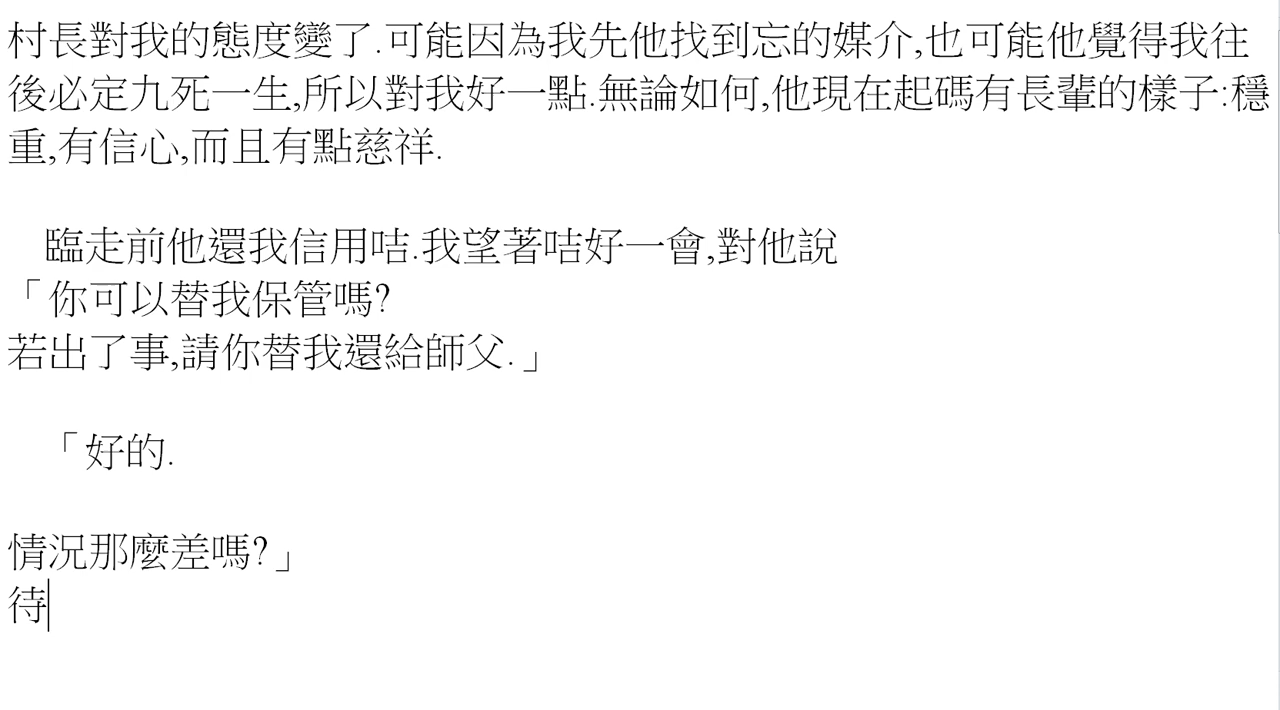 村長對我的態度變了.可能因為我先他找到忘的媒介,也可能他覺得我往
後必定九死一生,所以對我好一點.無論如何,他現在起碼有長輩的樣子:穩
重,有信心,而且有點慈祥.
臨走前他還我信用咭.我望著咭好一會,對他說
「你可以替我保管嗎?
若出了事,請你替我還給師父.」
「好的.
情況那麼差嗎?」
待